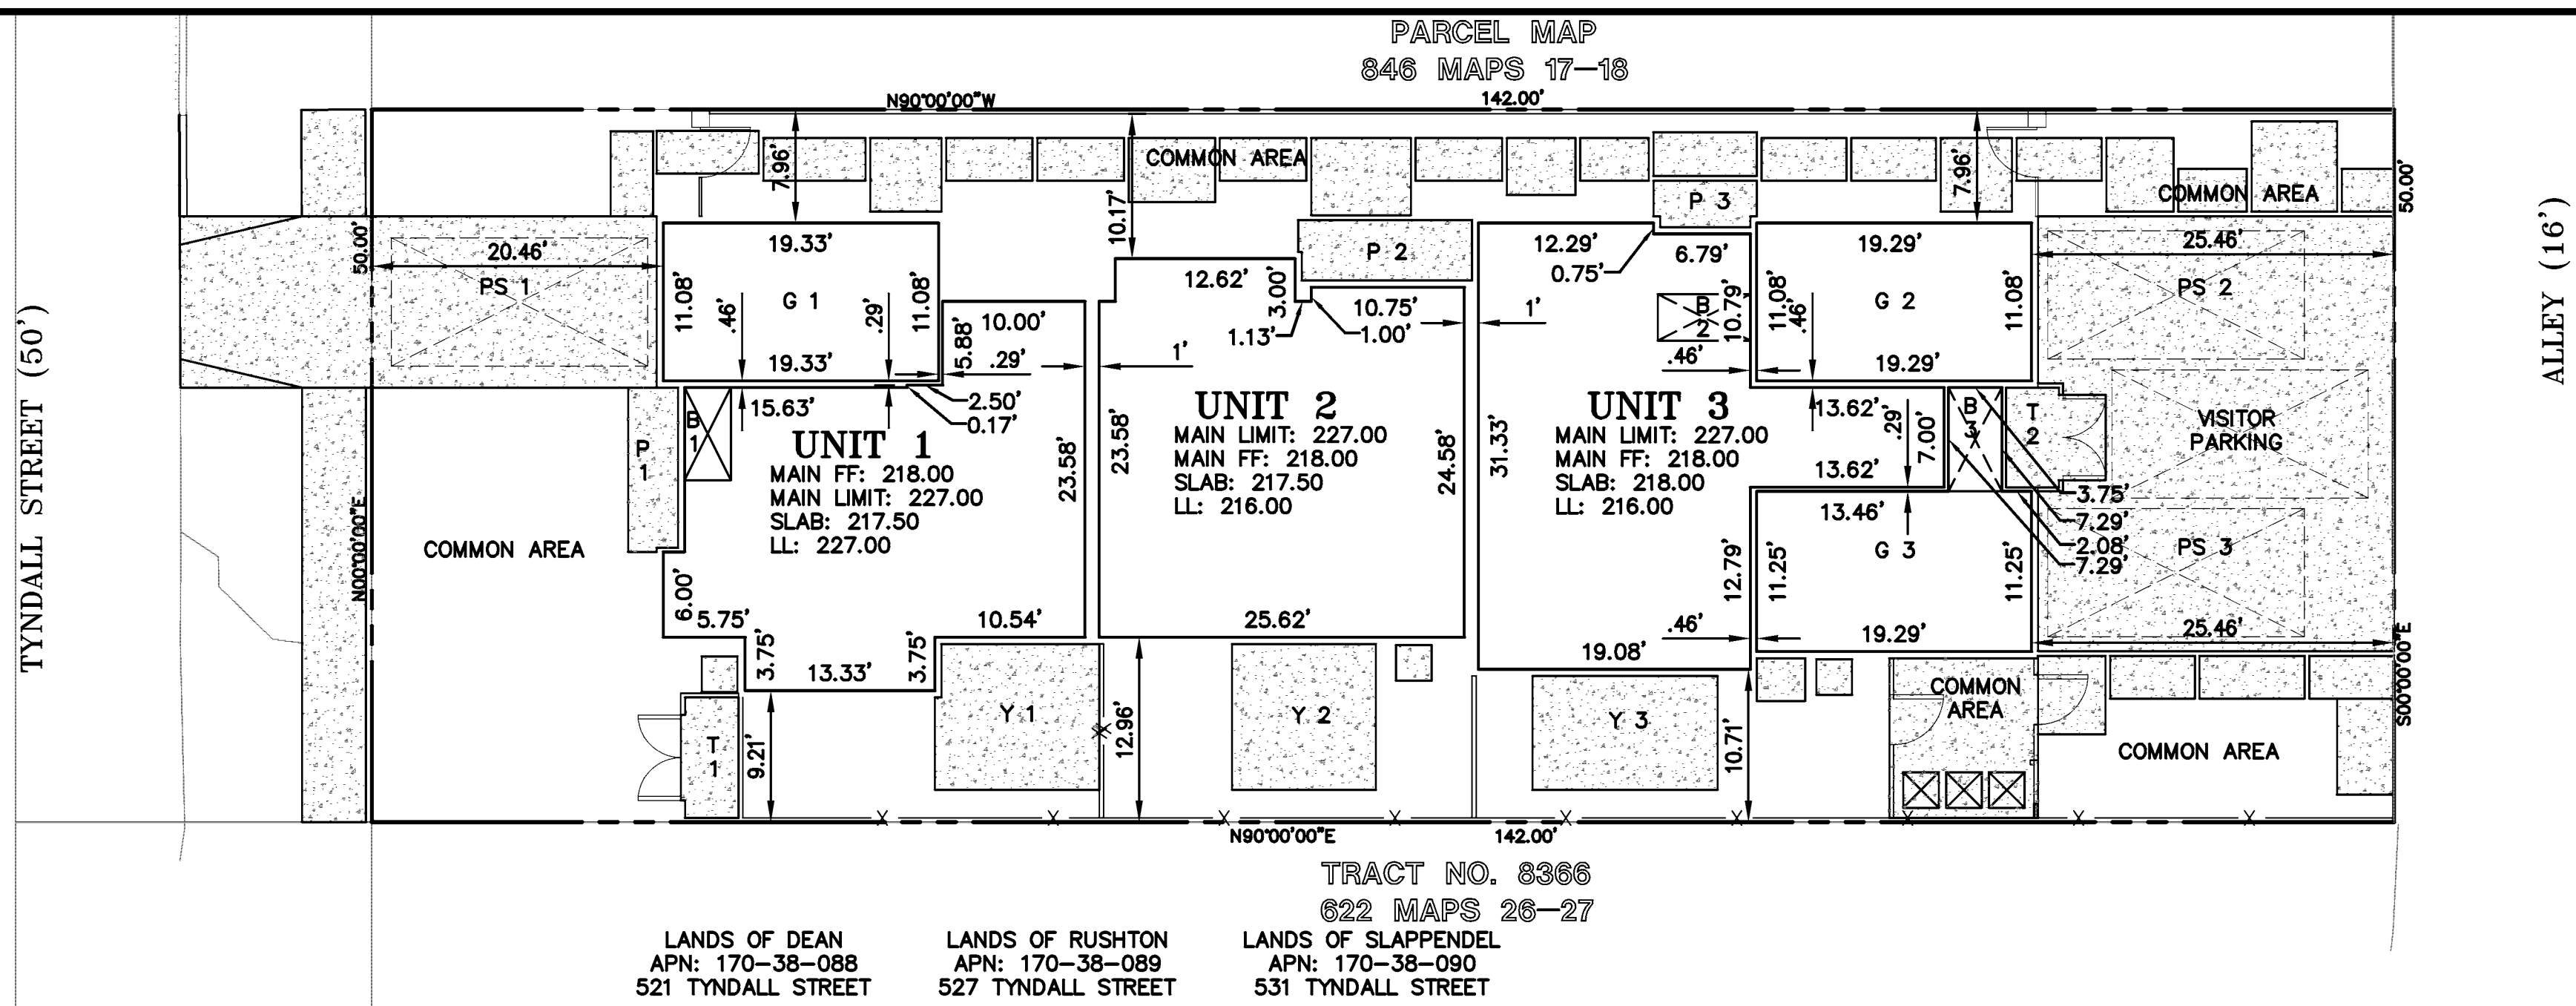 PARCEL MAP
846 MAPS 17-18
N90°00'00"W
142.00'
7.96'
10.17'
COMMON AREA
7.96'
COMMON AREA
50.00'
50.00'
20.46'
PS 1
19.33'
11.08'
.46'
G 1
.29'
11.08'
19.33'
10.00'
5.88'
.29'
1'
2.50'
0.17'
12.62'
3.00'
1.13'
P 2
10.75'
1.00'
1'
P 3
12.29'
0.75'
6.79'
B
2
10.79'
.46'
19.29'
11.08'
.46'
G 2
11.08'
19.29'
25.46'
PS 2
TYNDALL STREET (50')
ALLEY (16')
P
1
B
1
15.63'
UNIT 1
MAIN FF: 218.00
MAIN LIMIT: 227.00
SLAB: 217.50
LL: 227.00
23.58'
23.58'
UNIT 2
MAIN LIMIT: 227.00
MAIN FF: 218.00
SLAB: 217.50
LL: 216.00
24.58'
31.33'
UNIT 3
MAIN LIMIT: 227.00
MAIN FF: 218.00
SLAB: 218.00
LL: 216.00
13.62'
.29'
7.00'
13.62'
B
3
T
2
VISITOR
PARKING
3.75'
7.29'
2.08'
7.29'
COMMON AREA
N00°00'00"E
6.00'
5.75'
3.75'
13.33'
3.75'
10.54'
25.62'
12.79'
.46'
19.08'
13.46'
11.25'
G 3
11.25'
19.29'
PS 3
25.46'
S00°00'00"E
T
1
9.21'
Y 1
12.96'
Y 2
Y 3
10.71'
COMMON
AREA
COMMON AREA
N90°00'00"E
142.00'
TRACT NO. 8366
622 MAPS 26-27
LANDS OF DEAN
APN: 170-38-088
521 TYNDALL STREET
LANDS OF RUSHTON
APN: 170-38-089
527 TYNDALL STREET
LANDS OF SLAPPENDEL
APN: 170-38-090
531 TYNDALL STREET